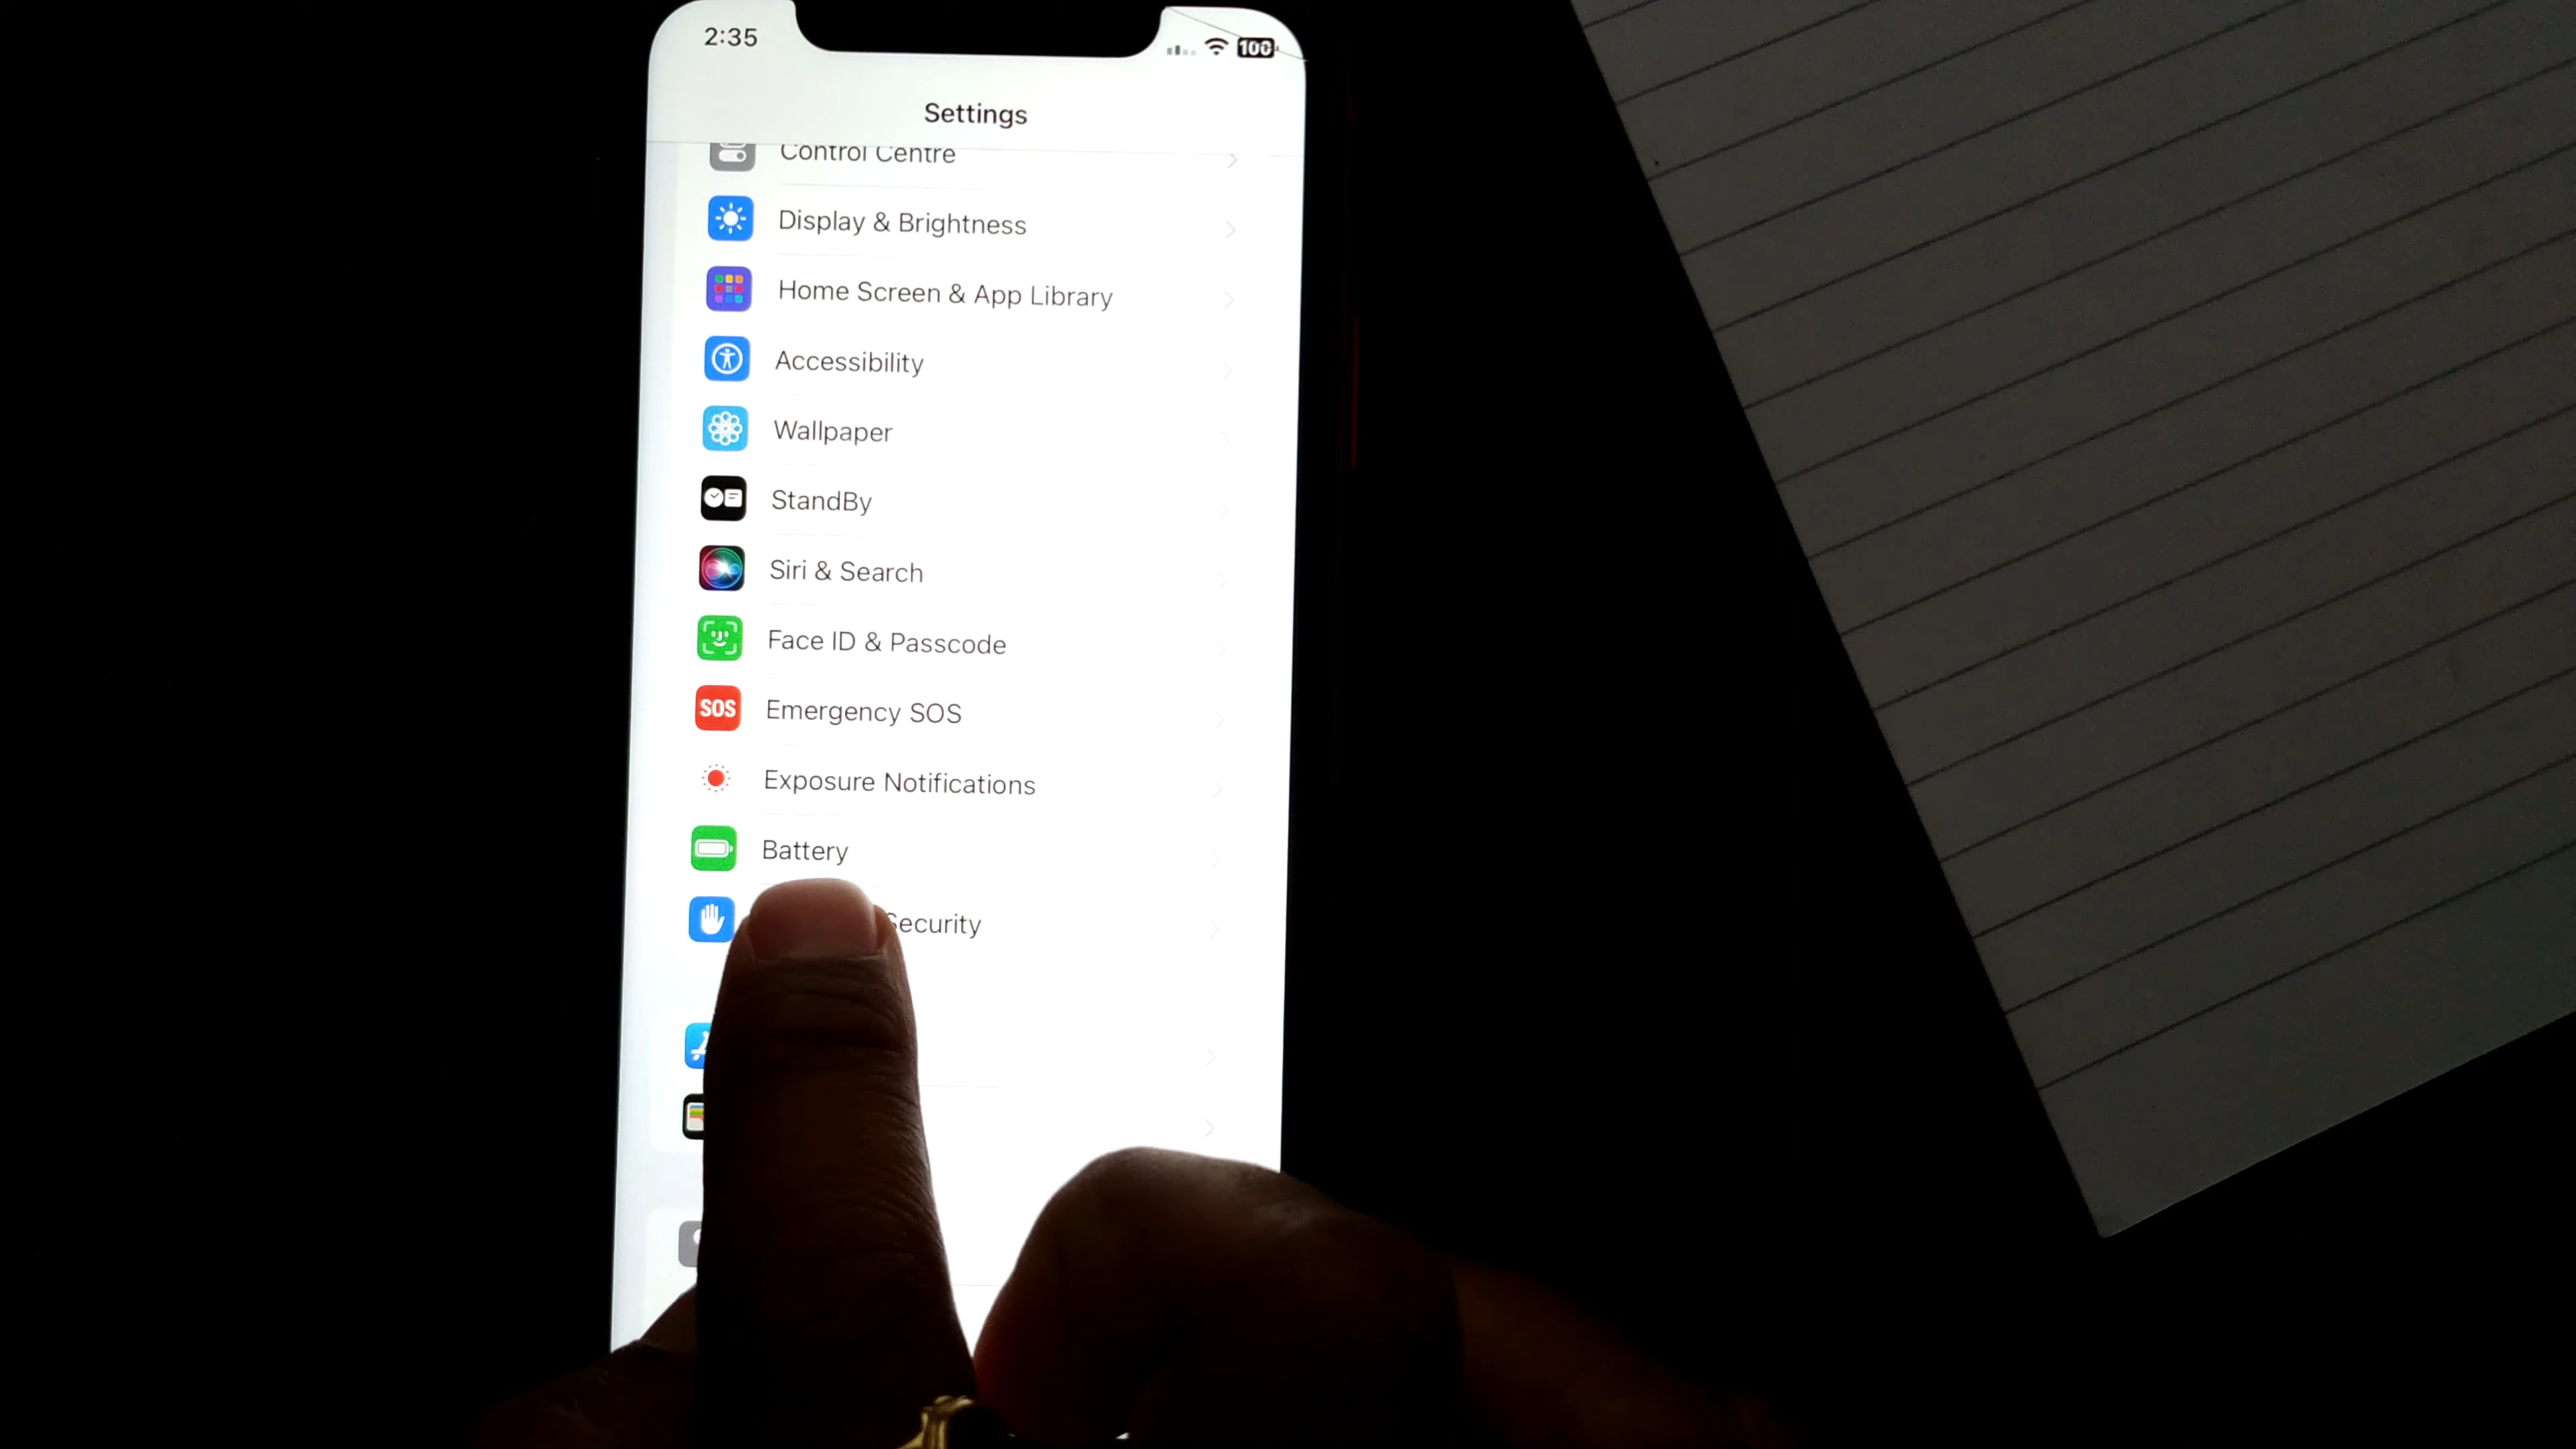 2:35
100
Settings
Control Centre
Display & Brightness
Home Screen & App Library
Accessibility
Wallpaper
StandBy
Siri & Search
Face ID & Passcode
SOS Emergency SOS
Exposure Notifications
Battery
Security